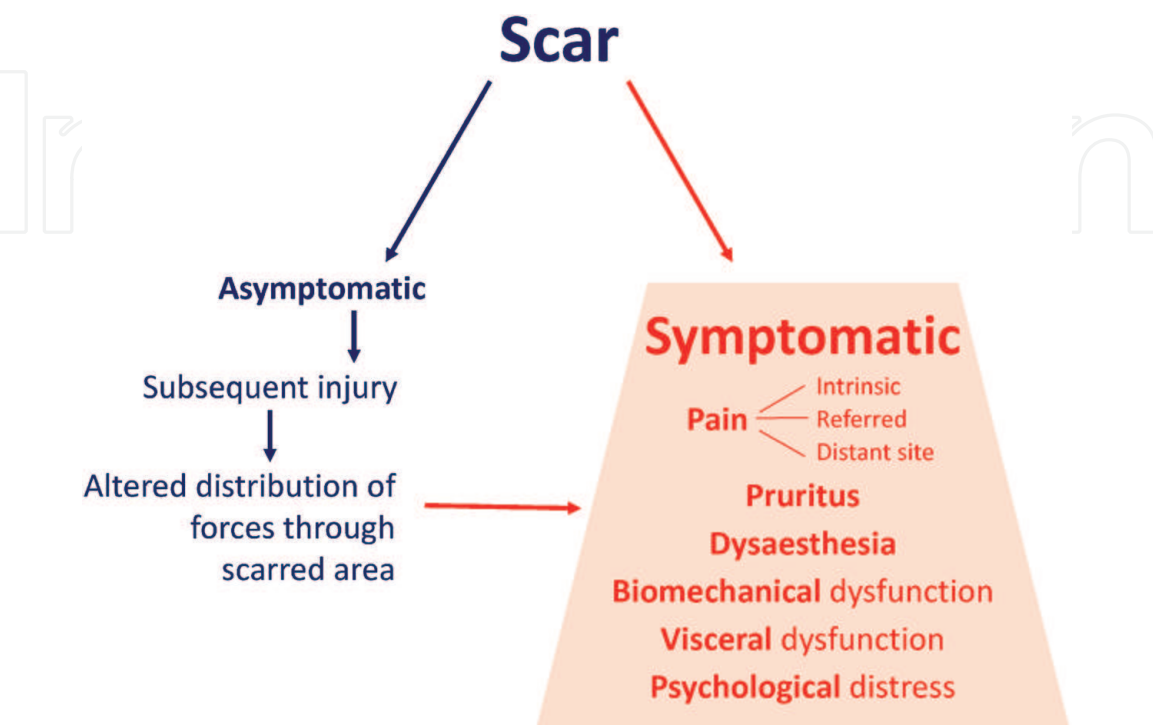 Scar
Asymptomatic
Subsequent injury
Altered distribution of
forces through
scarred area
Symptomatic
Intrinsic
Pain
Referred
Distant site
Pruritus
Dysaesthesia
Biomechanical dysfunction
Visceral dysfunction
Psychological distress